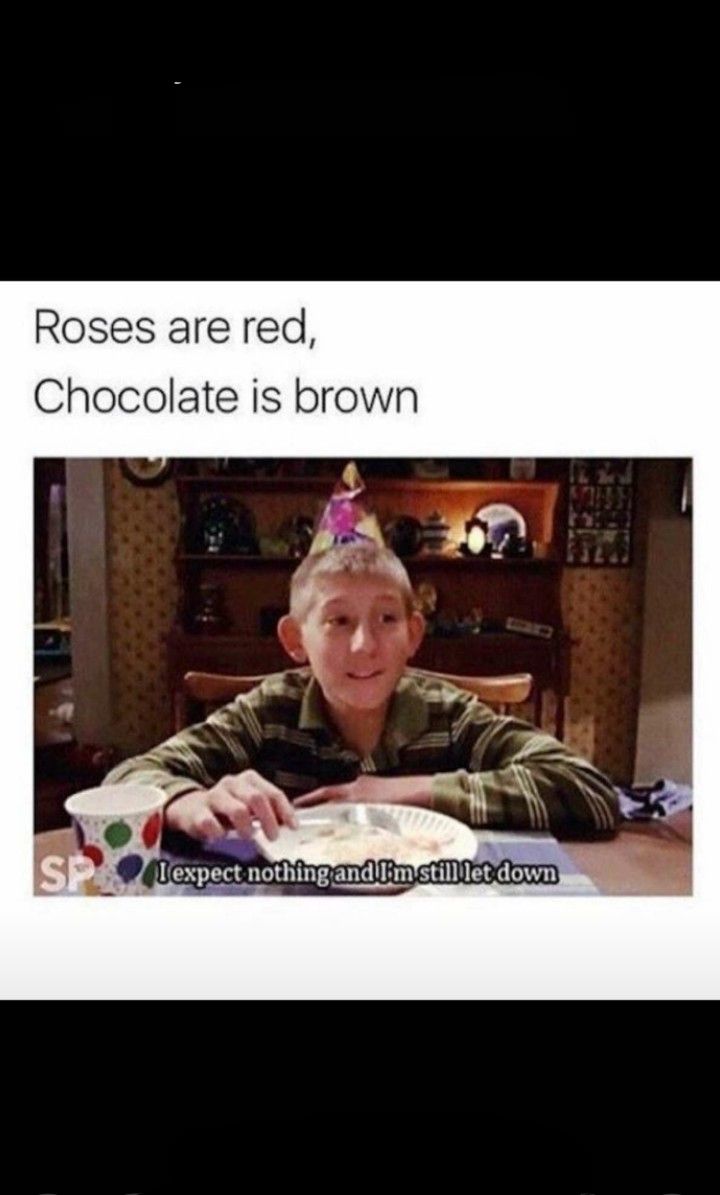 Roses are red,
Chocolate is brown
SP
I expect nothing and I'm still let down